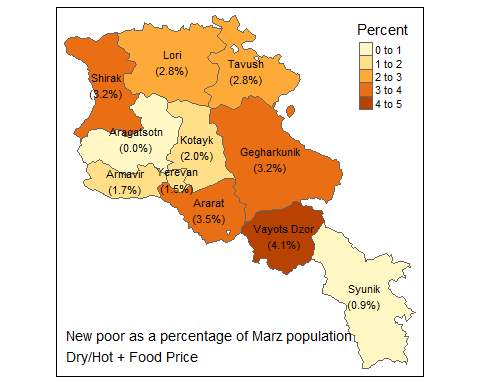 Percent
0 to 1
1 to 2
2 to 3
3 to 4
4 to 5
Lori
(2.8%)
Tavush
(2.8%)
Shirak
(3.2%)
Aragatsotn
(0.0%)
Kotayk
(2.0%)
Gegharkunik
(3.2%)
Armavir
(1.7%)
Yerevan
(1.5%)
Ararat
(3.5%)
Vayots Dzor
(4.1%)
Syunik
(0.9%)
New poor as a percentage of Marz population
Dry/Hot + Food Price